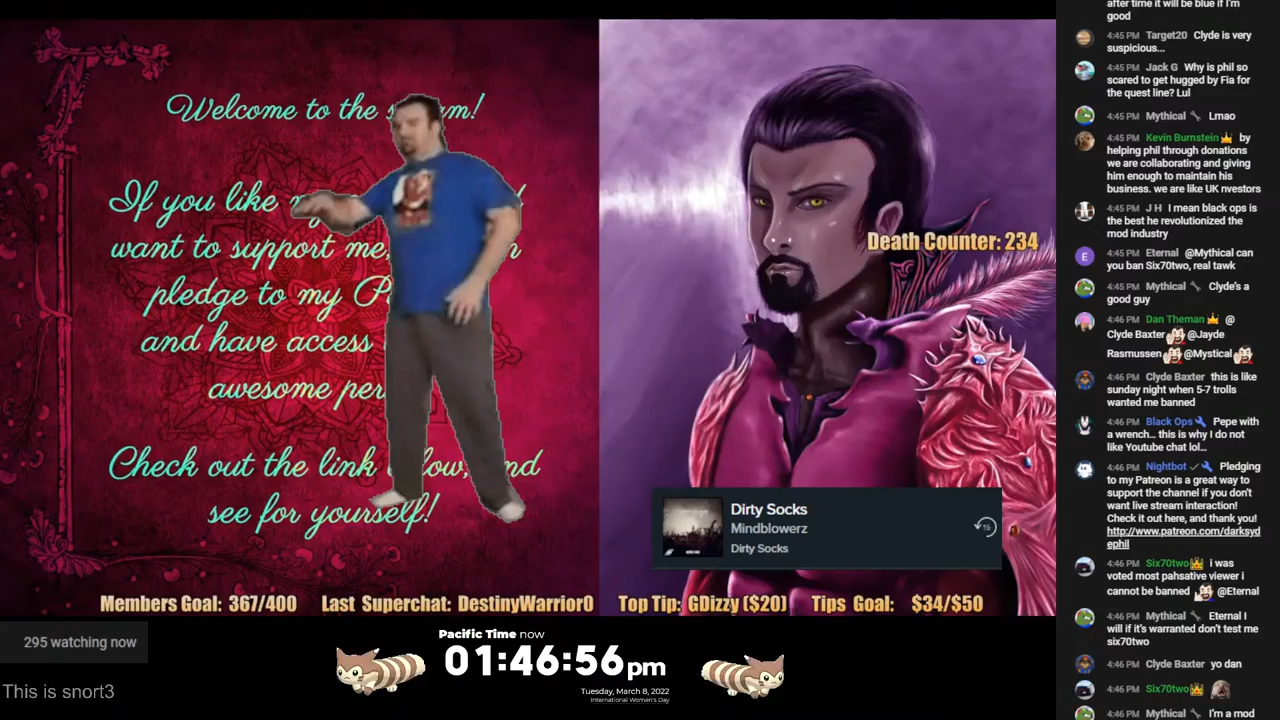 Welcome to the
If you like
want to support me,
pledge to my P
and have access
awesome per
Check out the link
see for yourself!
Members Goal: 367/400
Last Superchat: DestinyWarrior0
Death Counter: 234
Dirty Socks
Mindblowerz
Dirty Socks
15
Top Tip: GDizzy ($20)
Tips Goal: $34/$50
295 watching now
This is snort3
Pacific Time now
01:46:56pm
Tuesday, March 8, 2022
International Women's Day
after time it will be blue if I'm
good
4:45 PM Target20 Clyde is very
suspicious...
4:45 PM Jack G Why is phil so
scared to get hugged by Fia for
the quest line? Lul
4:45 PM Mythical Lmao
4:45 PM Kevin Burnstein by
helping phil through donations
we are collaborating and giving
him enough to maintain his
business. we are like UK nvestors
4:45 PM J H I mean black ops is
the best he revolutionized the
mod industry
4:45 PM Eternal @Mythical can
you ban Six70two, real tawk
4:45 PM Mythical Clyde's a
good guy
4:46 PM Dan Theman @
Clyde Baxter @Jayde
Rasmussen @Mystical
4:46 PM Clyde Baxter this is like
sunday night when 5-7 trolls
wanted me banned
4:46 PM Black Ops Pepe with
a wrench... this is why I do not
like Youtube chat lol...
4:46 PM Nightbot Pledging
to my Patreon is a great way to
support the channel if you don't
want live stream interaction!
Check it out here, and thank you!
http://www.patreon.com/darksyd
ephil
4:46 PM Six70two i was
voted most pahsative viewer i
cannot be banned @Eternal
4:46 PM Mythical Eternal I
will if it's warranted don't test me
six70two
4:46 PM Clyde Baxter yo dan
4:46 PM Six70two
4:46 PM Mythical I'm a mod